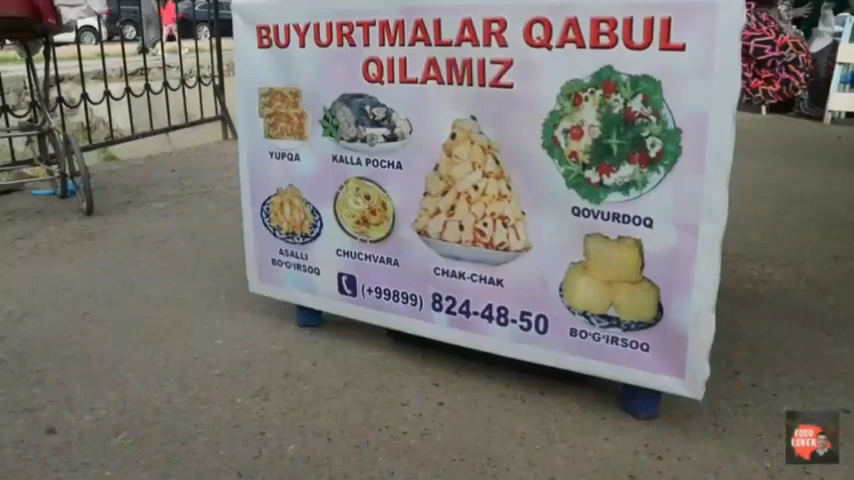 BUYURTMALAR QABUL
QILAMIZ
YUPQA
KALLA POCHA
QOVURDOQ
ASALLI
BO'G'IRSOQ
CHUCHVARA
CHAK-CHAK
BO'G'IRSOQ
(+99899) 824-48-50
FOOD
LOVER